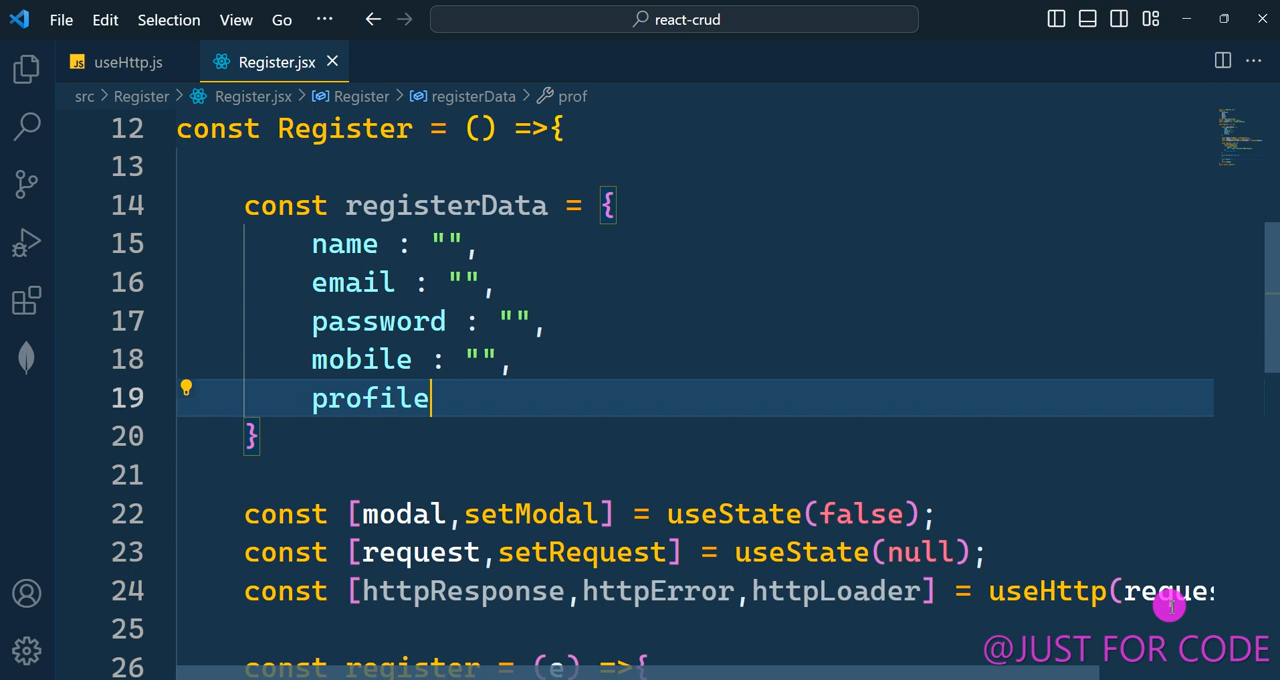 File Edit Selection View Go ··· react-crud
JS useHttp.js Register.jsx
src > Register > Register.jsx > Register > registerData > prof
12 const Register = () =>{
13
14 const registerData = {
15 name : "",
16 email : "",
17 password : "",
18 mobile : "",
19 profile
20 }
21
22 const [modal,setModal] = useState(false);
23 const [request,setRequest] = useState(null);
24 const [httpResponse,httpError,httpLoader] = useHttp(reques
25
@JUST FOR CODE
26 const register = (e) =>{